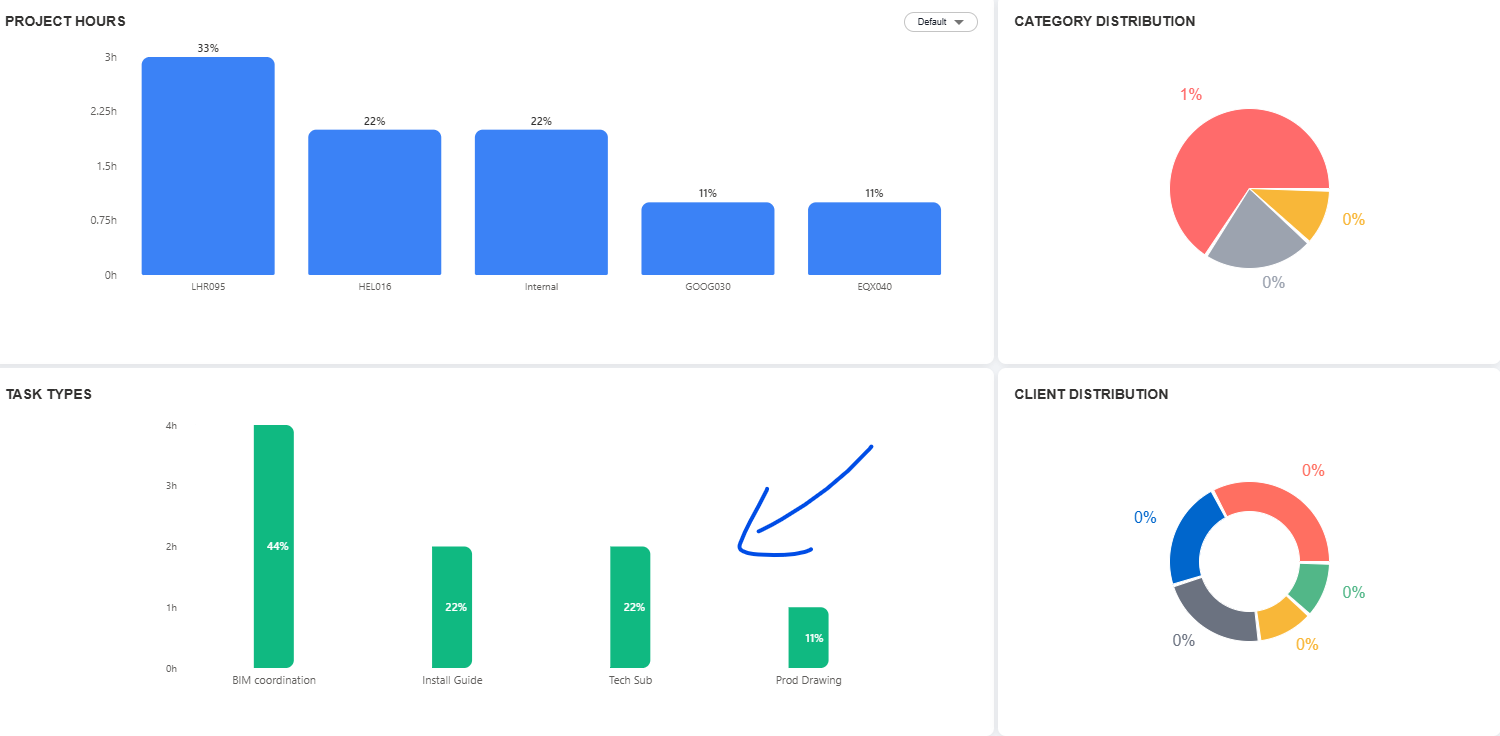 PROJECT HOURS
Default
33%
3h
22%
22%
2.25h
1.5h
11%
11%
0.75h
0h
LHR095
HEL016
Internal
GOOG030
EQX040
CATEGORY DISTRIBUTION
1%
0%
0%
TASK TYPES
4h
3h
2h
44%
1h
22%
22%
11%
0h
BIM coordination
Install Guide
Tech Sub
Prod Drawing
CLIENT DISTRIBUTION
0%
0%
0%
0%
0%